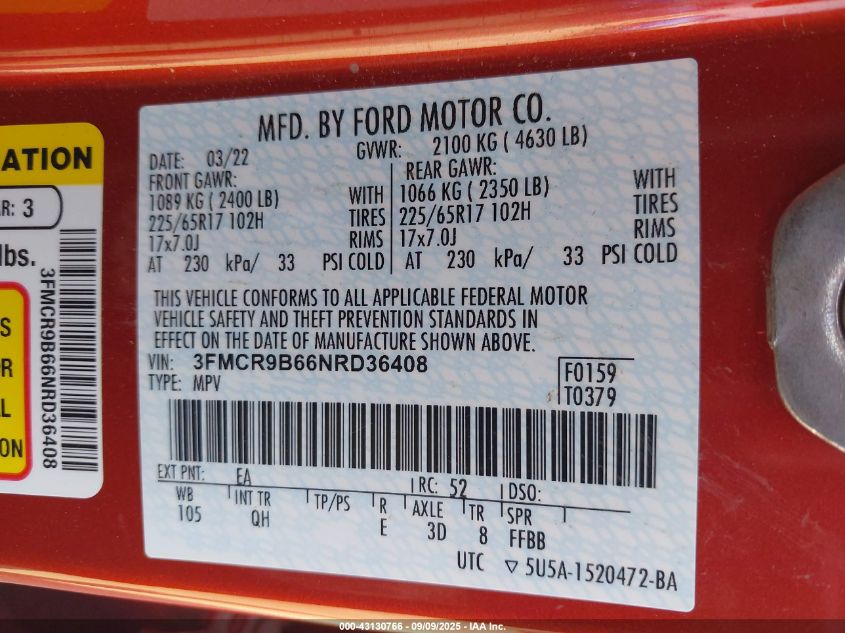 MFD. BY FORD MOTOR CO.
DATE: 03/22 GVWR: 2100 KG ( 4630 LB)
FRONT GAWR: REAR GAWR:
1089 KG ( 2400 LB) WITH 1066 KG ( 2350 LB) WITH
225/65R17 102H TIRES 225/65R17 102H TIRES
17x7.0J RIMS 17x7.0J RIMS
AT 230 kPa/ 33 PSI COLD AT 230 kPa/ 33 PSI COLD
THIS VEHICLE CONFORMS TO ALL APPLICABLE FEDERAL MOTOR
VEHICLE SAFETY AND THEFT PREVENTION STANDARDS IN
EFFECT ON THE DATE OF MANUFACTURE SHOWN ABOVE.
VIN: 3FMCR9B66NRD36408
TYPE: MPV
F0159
T0379
EXT PNT: EA RC: 52 DSO:
WB INT TR TP/PS R AXLE TR SPR
105 QH E 3D 8 FFBB
UTC ▽ 5U5A-1520472-BA
ATION
AR: 3
lbs.
3FMCR9B66NRD36408
S
OR
AL
ON
000-43130766 - 09/09/2025 - IAA Inc.